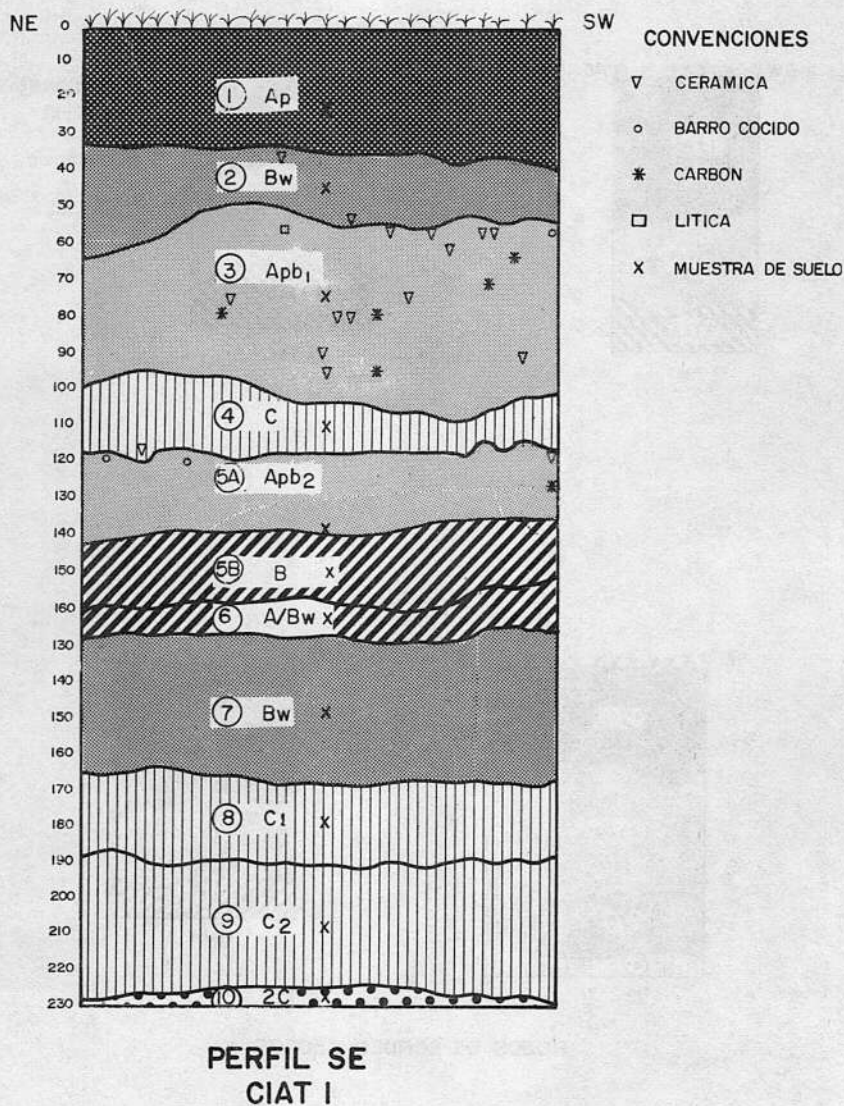 NE
SW
0
10
20
30
40
50
60
70
80
90
100
110
120
130
140
150
160
130
140
150
160
170
180
190
200
210
220
230
① Ap
② Bw
③ Apb₁
④ C
5A Apb₂
5B B
⑥ A/Bw
⑦ Bw
⑧ C₁
⑨ C₂
⑩ 2C
CONVENCIONES
CERAMICA
BARRO COCIDO
CARBON
LITICA
MUESTRA DE SUELO
PERFIL SE
CIAT I